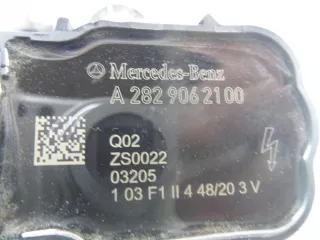 Mercedes-Benz
A 282 906 21 00
Q02
ZS0022
03205
1 03 F1 II 4 48/20 3 V